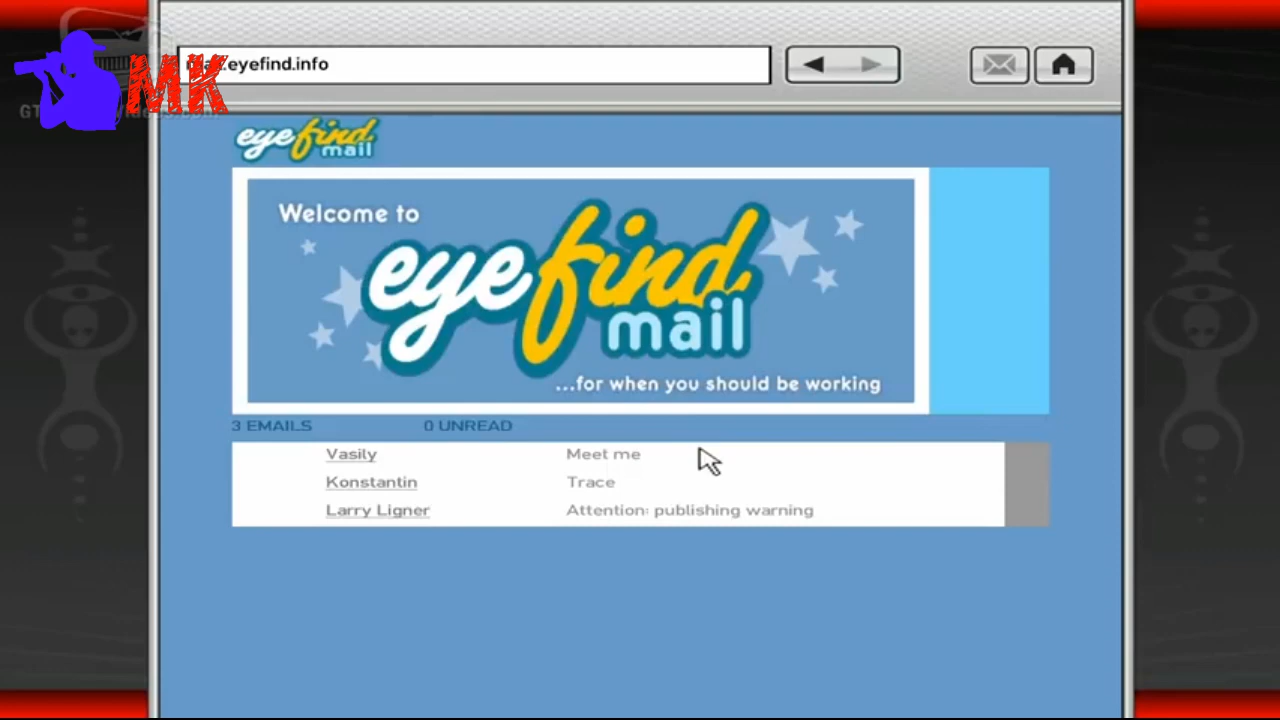 MK
eyefind.info
eyefind.
mail
Welcome to
eyefind.
mail
...for when you should be working
3 EMAILS 0 UNREAD
Vasily Meet me
Konstantin Trace
Larry Ligner Attention: publishing warning